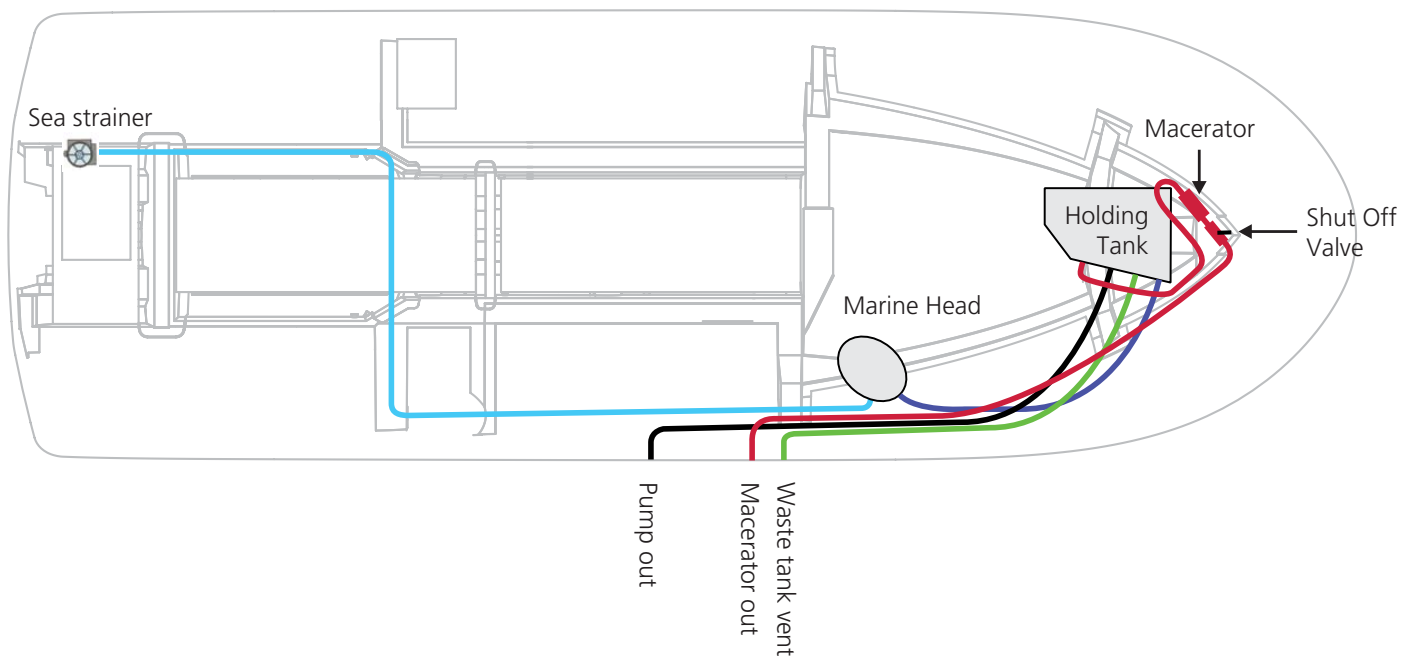 Sea strainer
Macerator
Holding
Tank
Shut Off
Valve
Marine Head
Pump out
Macerator out
Waste tank vent